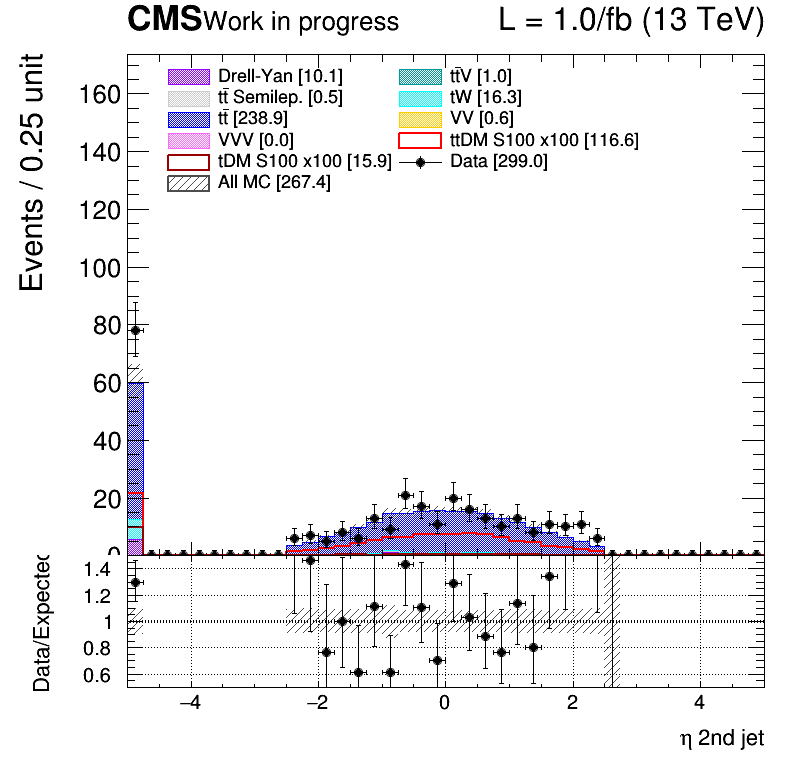 CMS Work in progress L = 1.0/fb (13 TeV)
Drell-Yan [10.1] tt̄V [1.0]
tt̄ Semilep. [0.5] tW [16.3]
tt̄ [238.9] VV [0.6]
VVV [0.0] ttDM S100 x100 [116.6]
tDM S100 x100 [15.9] Data [299.0]
All MC [267.4]
Events / 0.25 unit
160
140
120
100
80
60
40
20
0
Data/Expected
1.4
1.2
1
0.8
0.6
−4 −2 0 2 4
η 2nd jet